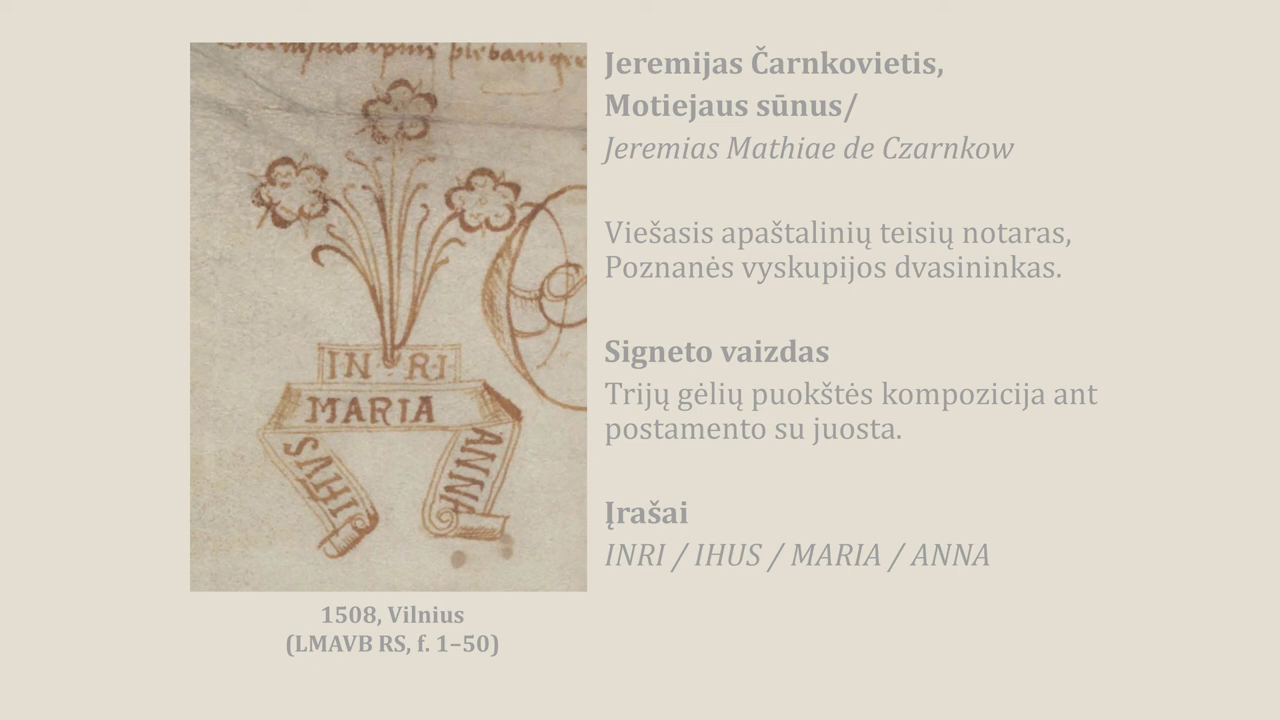 plebani
IN RI
MARIA
IHVS
ANNA
1508, Vilnius
(LMAVB RS, f. 1–50)
Jeremijas Čarnkovietis,
Motiejaus sūnus/
Jeremias Mathiae de Czarnkow
Viešasis apaštalinių teisių notaras,
Poznanės vyskupijos dvasininkas.
Signeto vaizdas
Trijų gėlių puokštės kompozicija ant
postamento su juosta.
Įrašai
INRI / IHUS / MARIA / ANNA